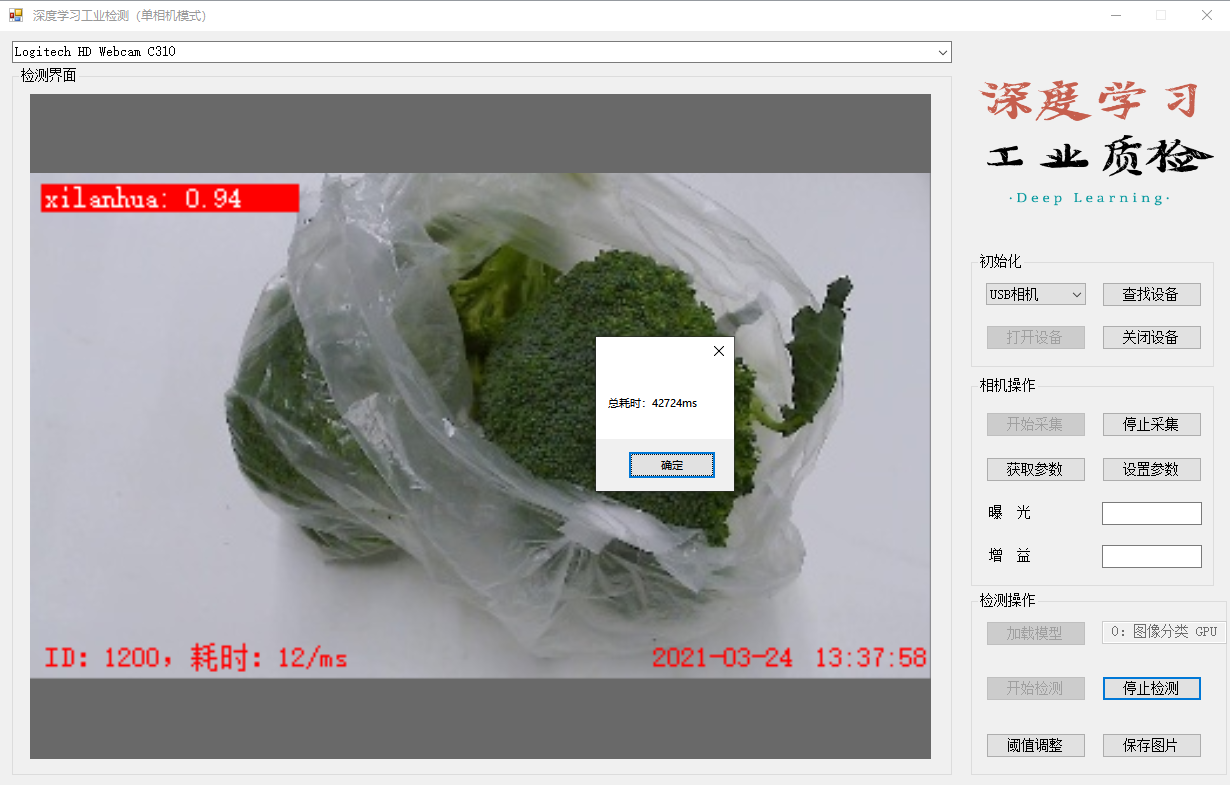 深度学习工业检测（单相机模式）
Logitech HD Webcam C310
检测界面
xilanhua: 0.94
总耗时：42724ms
确定
ID: 1200，耗时：12/ms
2021-03-24 13:37:58
深度学习
工业质检
·Deep Learning·
初始化
USB相机
查找设备
打开设备
关闭设备
相机操作
开始采集
停止采集
获取参数
设置参数
曝 光
增 益
检测操作
加载模型
0: 图像分类 GPU
开始检测
停止检测
阈值调整
保存图片